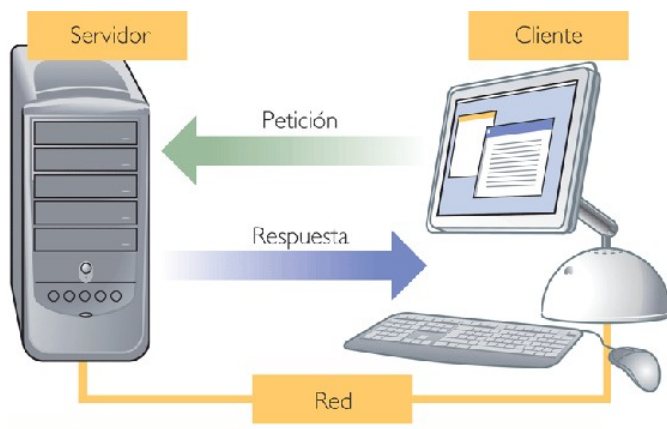 Servidor
Cliente
Petición
Respuesta
Red